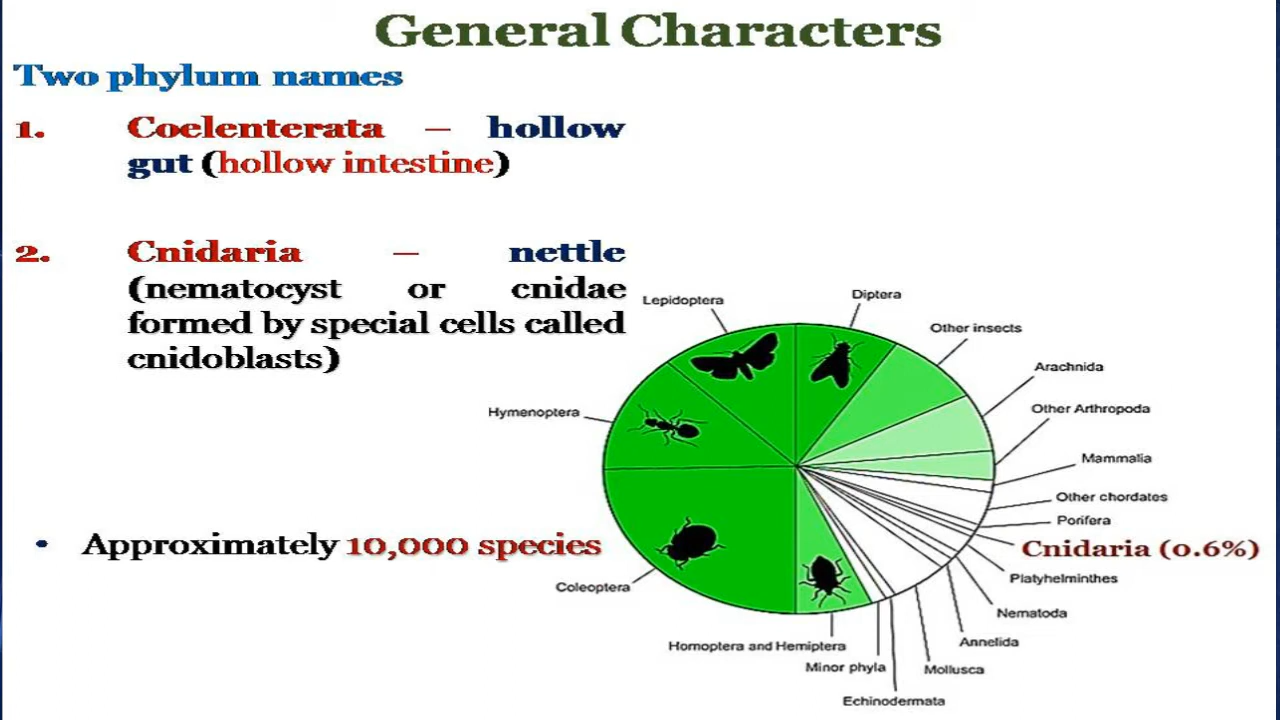 General Characters
Two phylum names
1. Coelenterata – hollow
gut (hollow intestine)
2. Cnidaria – nettle
(nematocyst or cnidae
formed by special cells called
cnidoblasts)
• Approximately 10,000 species
Lepidoptera
Diptera
Other insects
Arachnida
Other Arthropoda
Mammalia
Other chordates
Porifera
Cnidaria (0.6%)
Platyhelminthes
Nematoda
Annelida
Mollusca
Echinodermata
Minor phyla
Homoptera and Hemiptera
Coleoptera
Hymenoptera